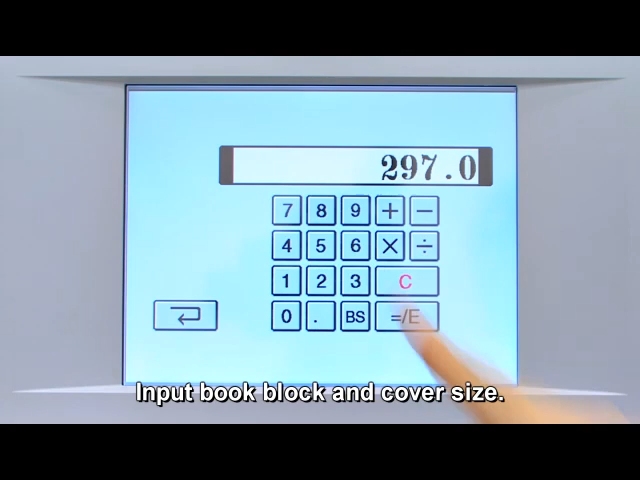 297.0
7 8 9 + −
4 5 6 × ÷
1 2 3 C
0 . BS =/E
Input book block and cover size.